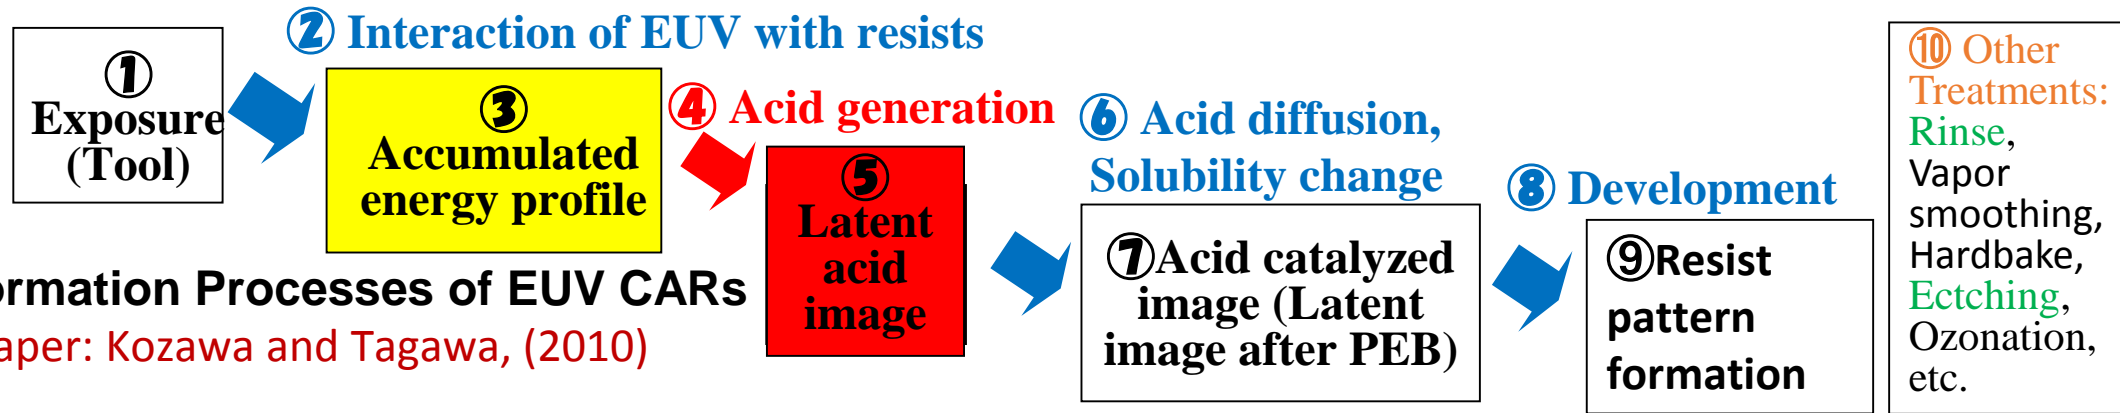 ①
Exposure
(Tool)
② Interaction of EUV with resists
③
Accumulated
energy profile
④ Acid generation
⑤
Latent
acid
image
⑥ Acid diffusion,
Solubility change
⑦Acid catalyzed
image (Latent
image after PEB)
⑧ Development
⑨Resist
pattern
formation
⑩ Other
Treatments:
Rinse,
Vapor
smoothing,
Hardbake,
Ectching,
Ozonation,
etc.
ormation Processes of EUV CARs
aper: Kozawa and Tagawa, (2010)